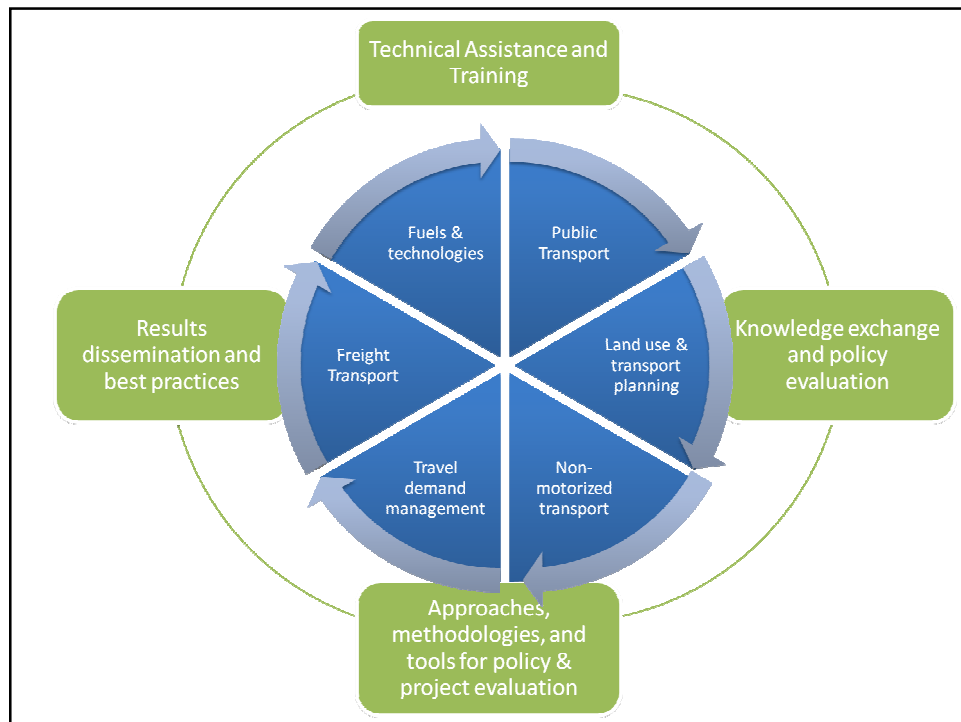 Technical Assistance and
Training
Fuels &
technologies
Public
Transport
Results
dissemination and
best practices
Freight
Transport
Land use &
transport
planning
Knowledge exchange
and policy
evaluation
Travel
demand
management
Non-
motorized
transport
Approaches,
methodologies, and
tools for policy &
project evaluation